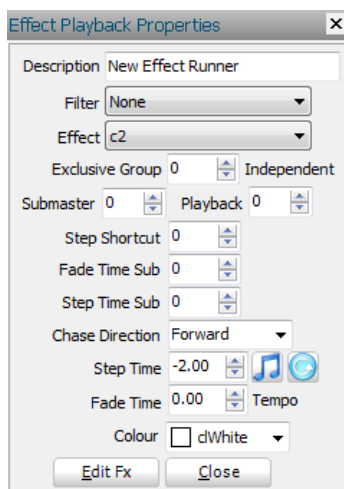 Effect Playback Properties
Description New Effect Runner
Filter None
Effect c2
Exclusive Group 0 Independent
Submaster 0 Playback 0
Step Shortcut 0
Fade Time Sub 0
Step Time Sub 0
Chase Direction Forward
Step Time -2.00
Fade Time 0.00 Tempo
Colour clWhite
Edit Fx Close